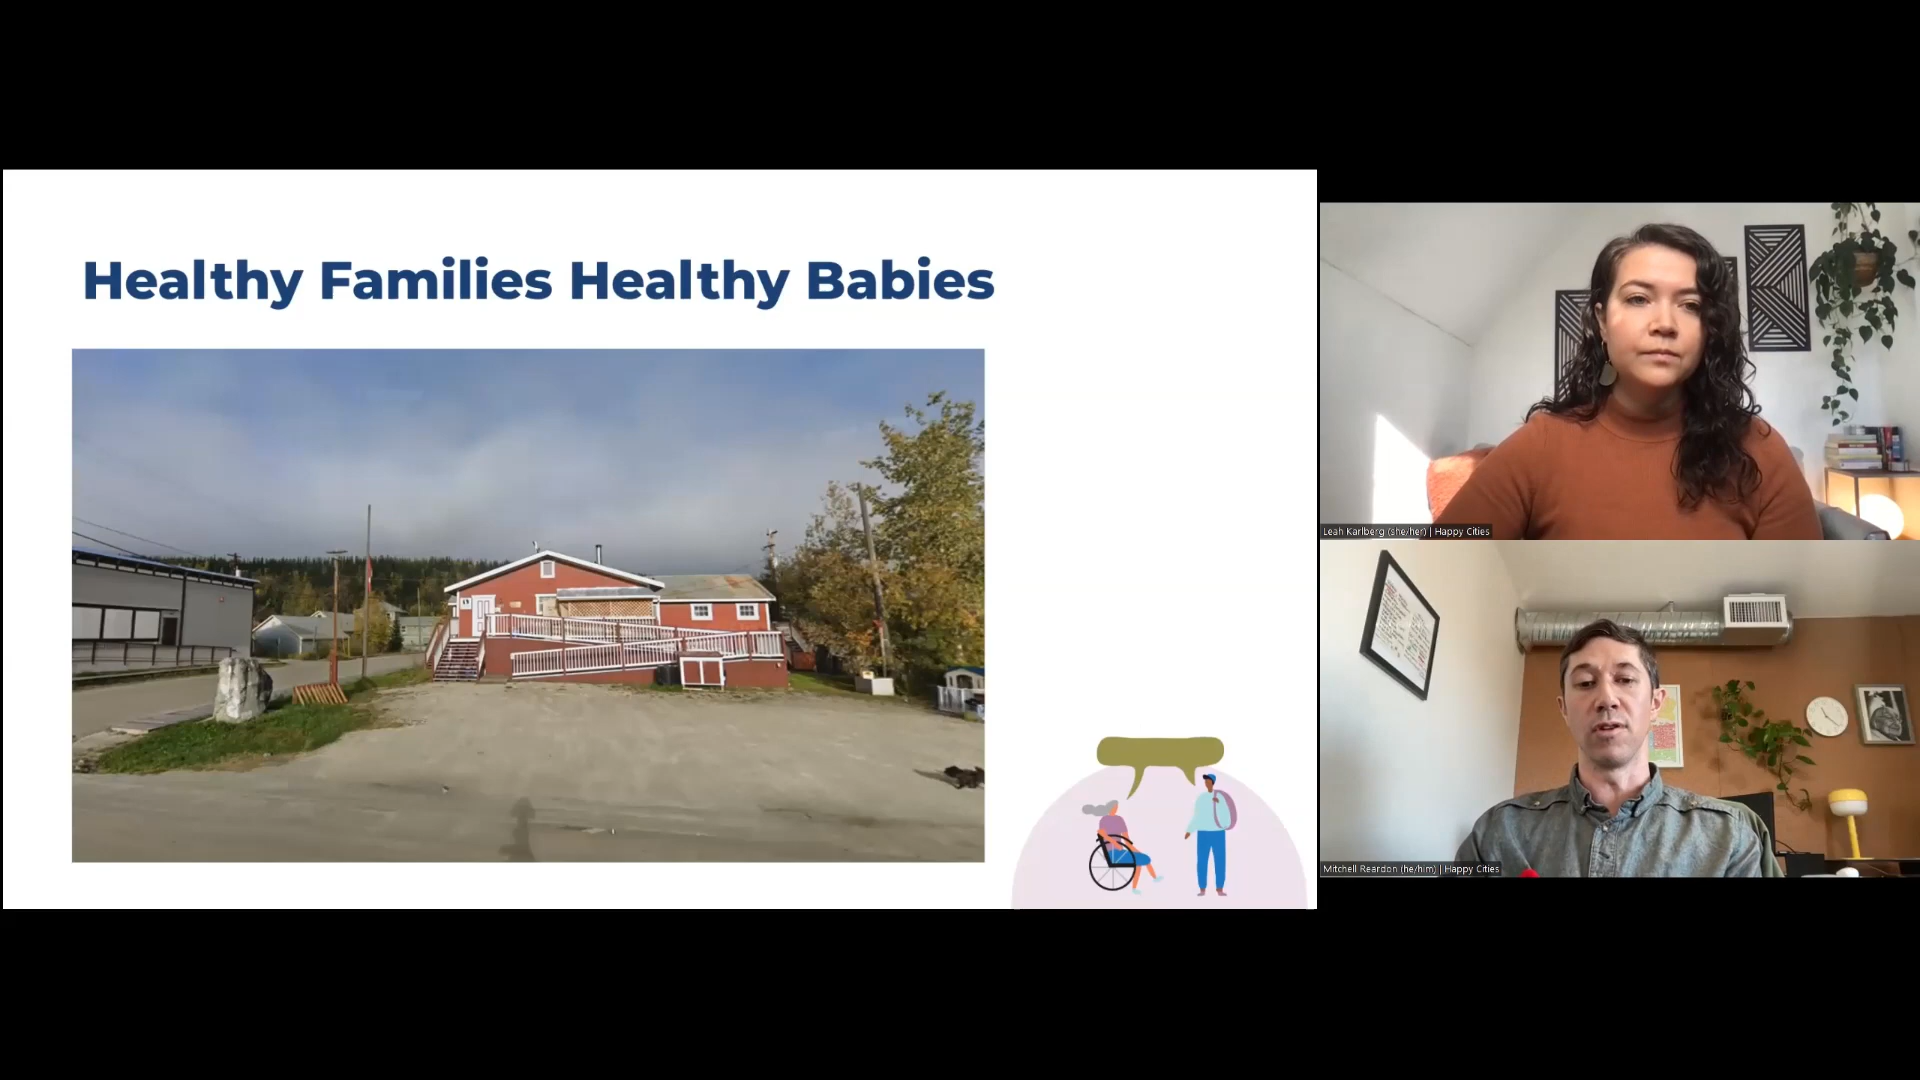 Healthy Families Healthy Babies
Leah Karlberg (she/her) | Happy Cities
Mitchell Reardon (he/him) | Happy Cities